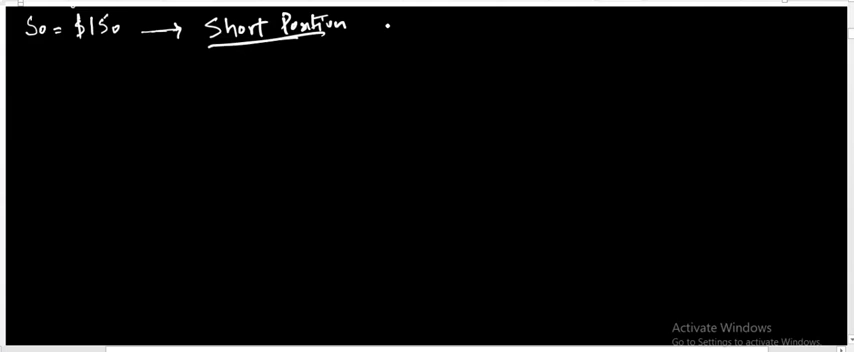 S0 = $150 → Short Position
Activate Windows
Go to Settings to activate Windows.